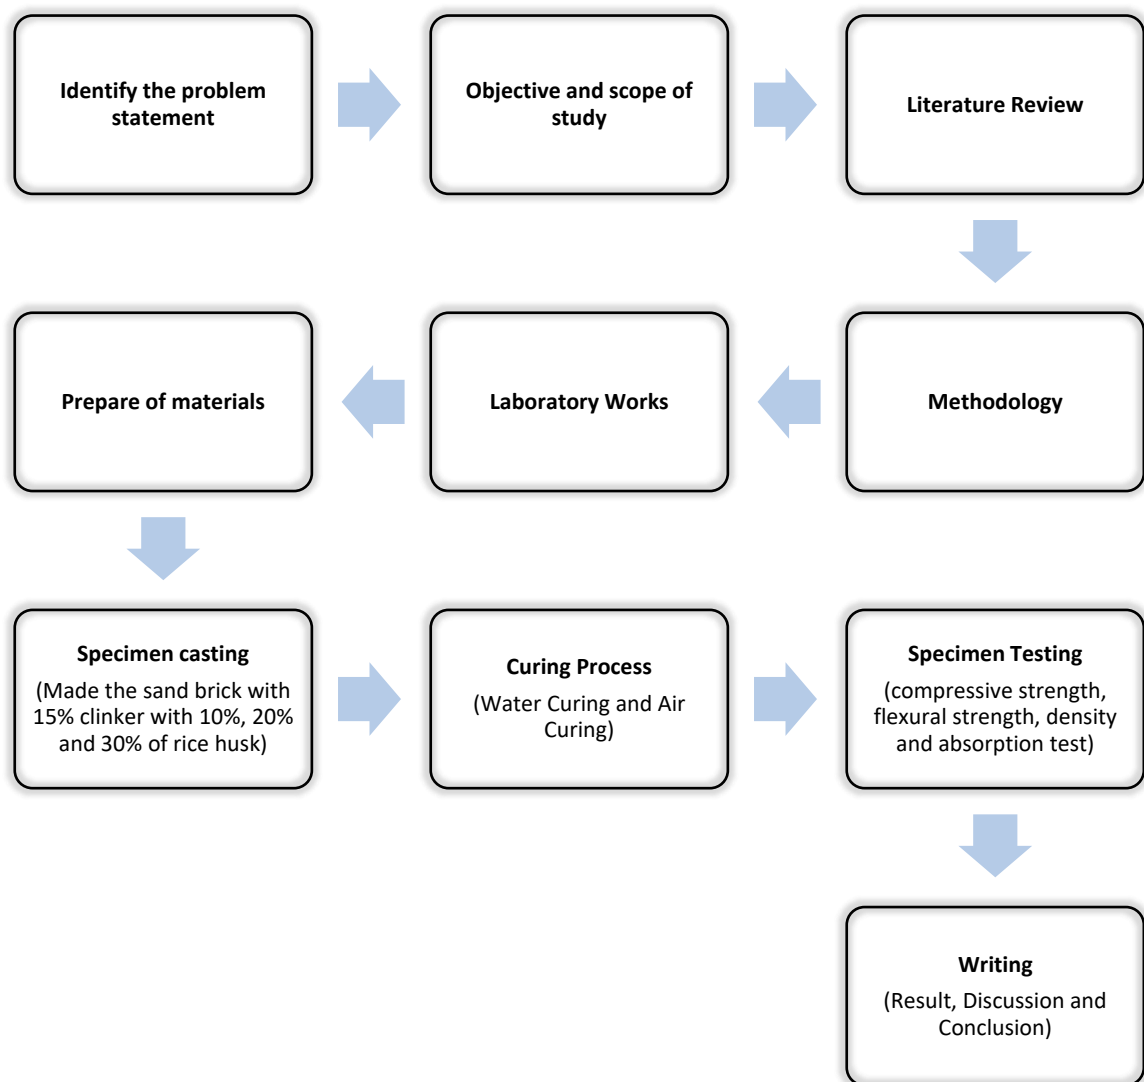 Identify the problem
statement
Objective and scope of
study
Literature Review
Methodology
Laboratory Works
Prepare of materials
Specimen casting
(Made the sand brick with
15% clinker with 10%, 20%
and 30% of rice husk)
Curing Process
(Water Curing and Air
Curing)
Specimen Testing
(compressive strength,
flexural strength, density
and absorption test)
Writing
(Result, Discussion and
Conclusion)